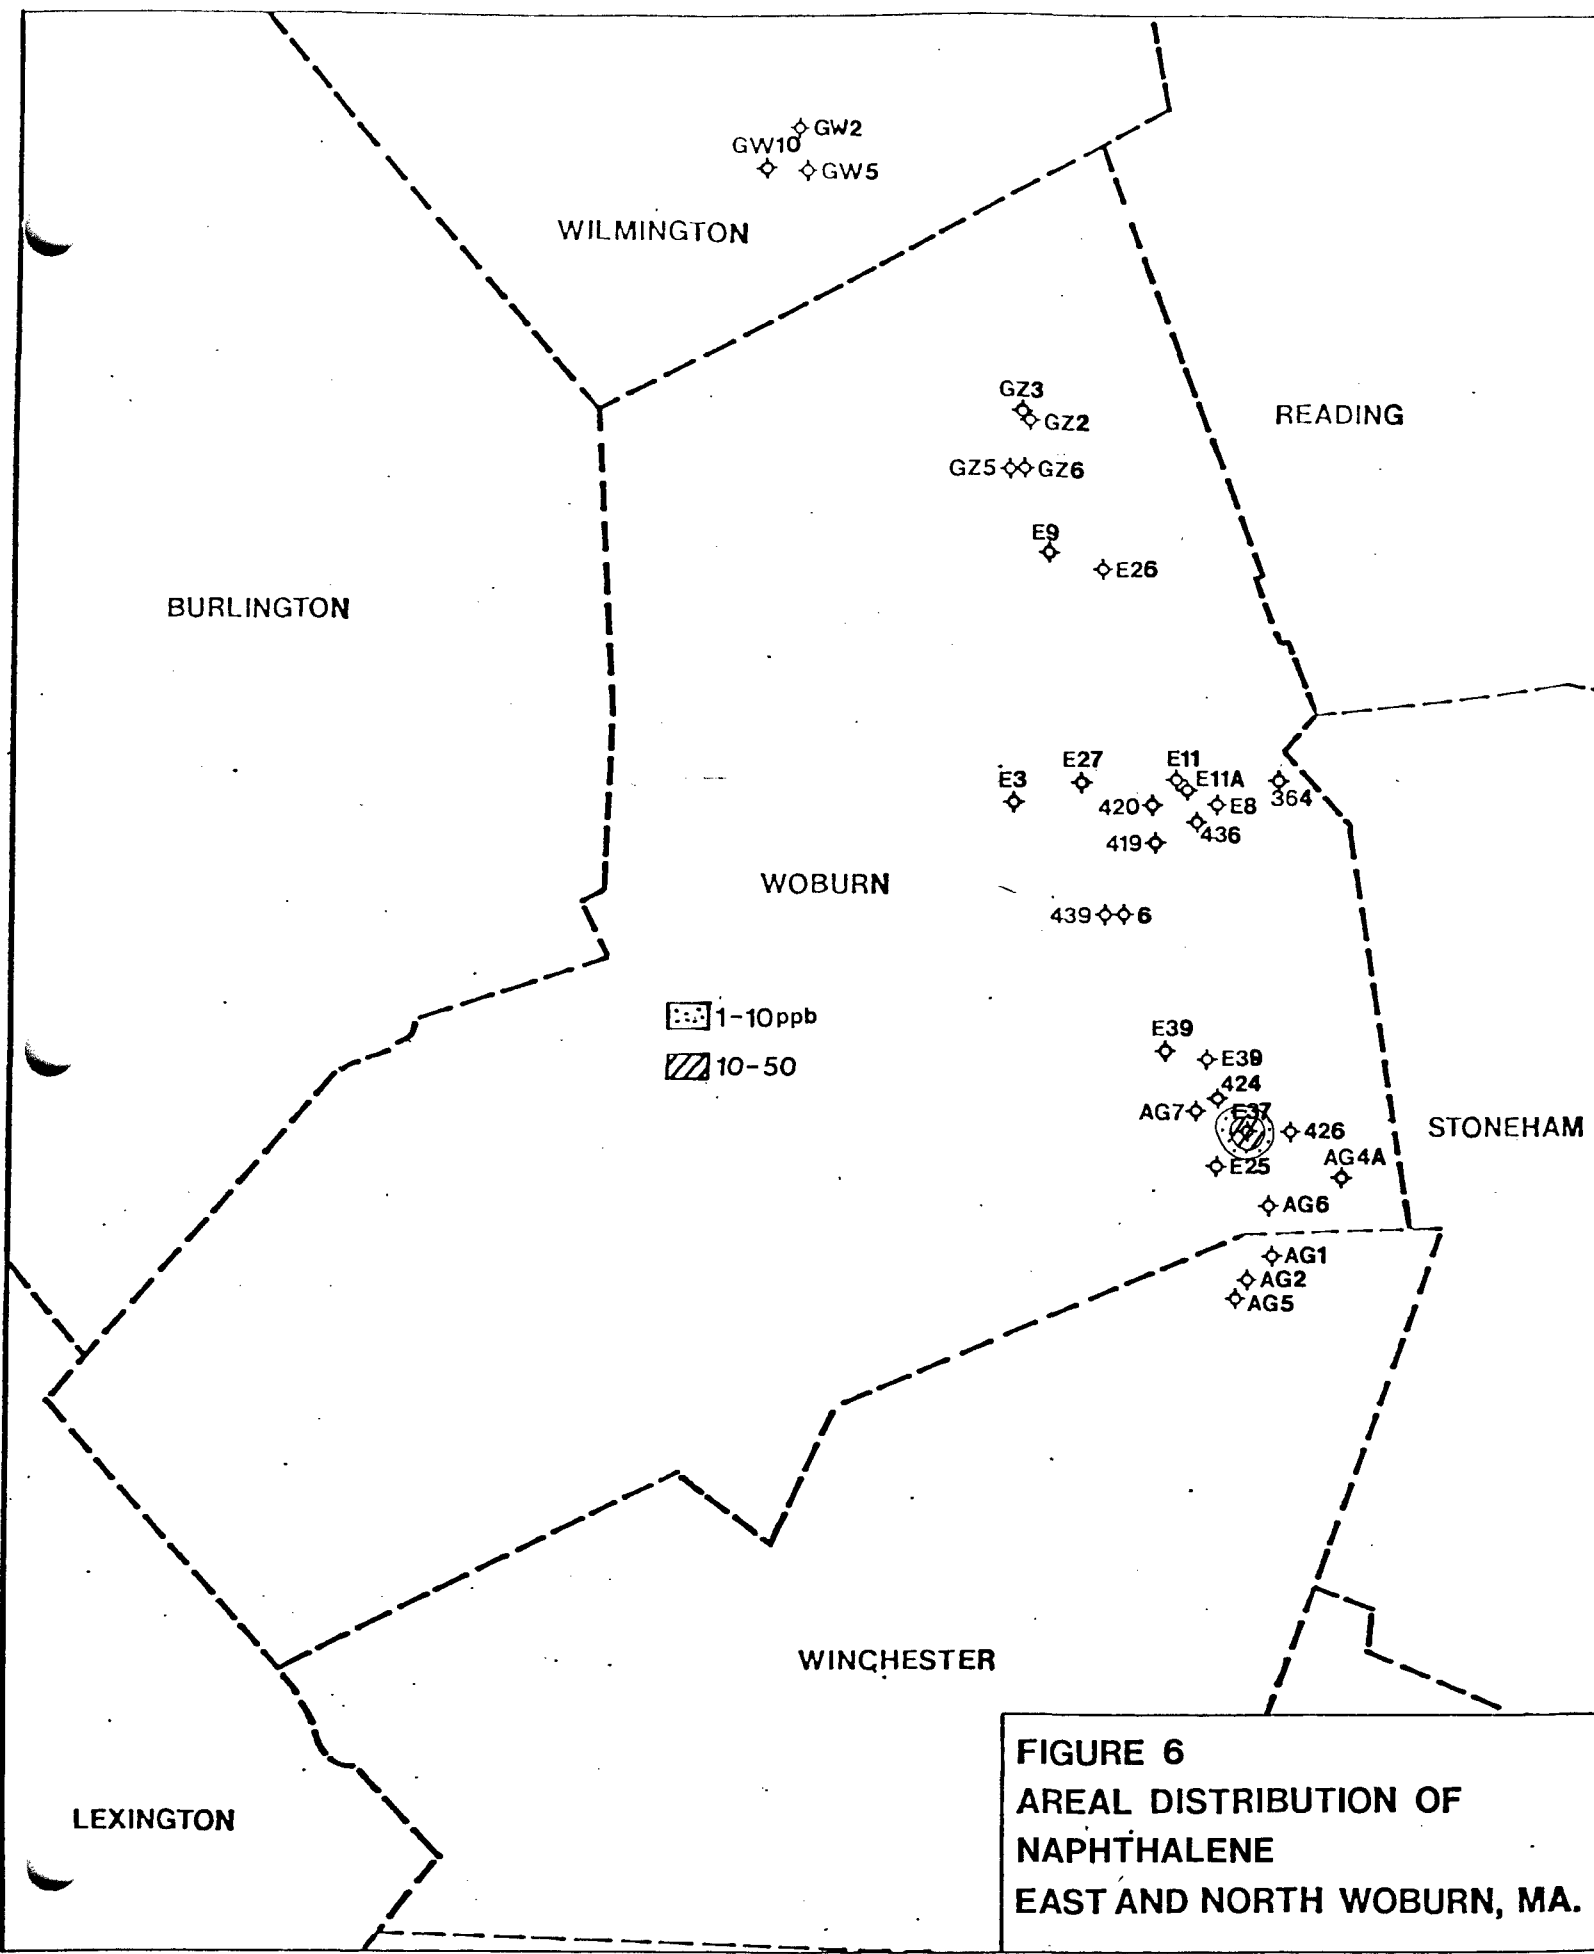 GW2
GW10
GW5
WILMINGTON
GZ3
GZ2
READING
GZ5 GZ6
E9
E26
BURLINGTON
E11
E27
E11A
E3
364
420
E8
436
419
WOBURN
439 6
1-10ppb
10-50
E39
E39
424
AG7
E37
426
STONEHAM
AG4A
E25
AG6
AG1
AG2
AG5
WINCHESTER
LEXINGTON
FIGURE 6
AREAL DISTRIBUTION OF
NAPHTHALENE
EAST AND NORTH WOBURN, MA.